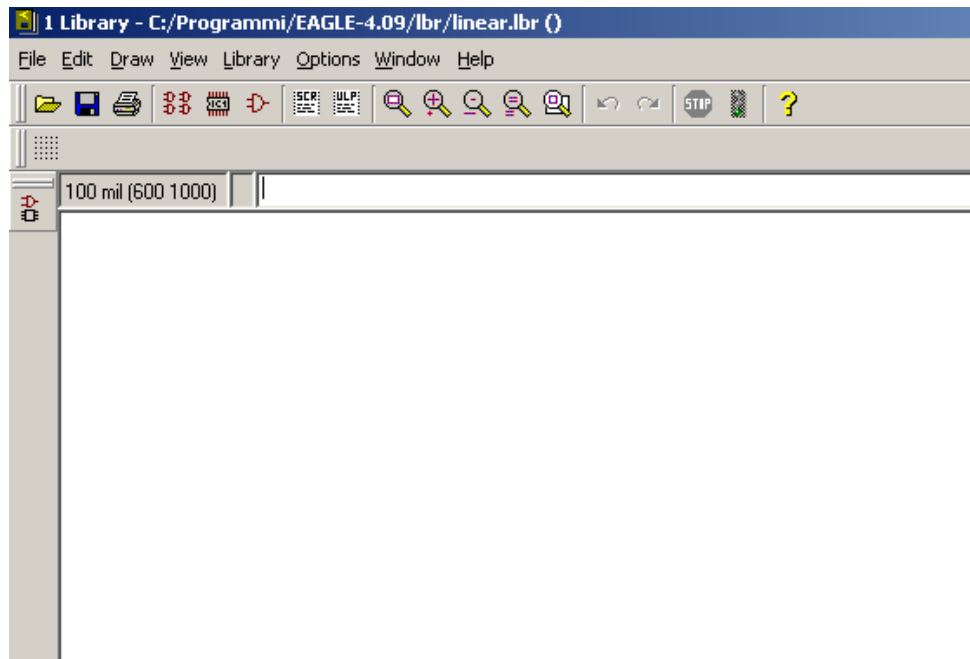 1 Library - C:/Programmi/EAGLE-4.09/lbr/linear.lbr ()
File Edit Draw View Library Options Window Help
SCR ULP STOP ?
100 mil (600 1000)